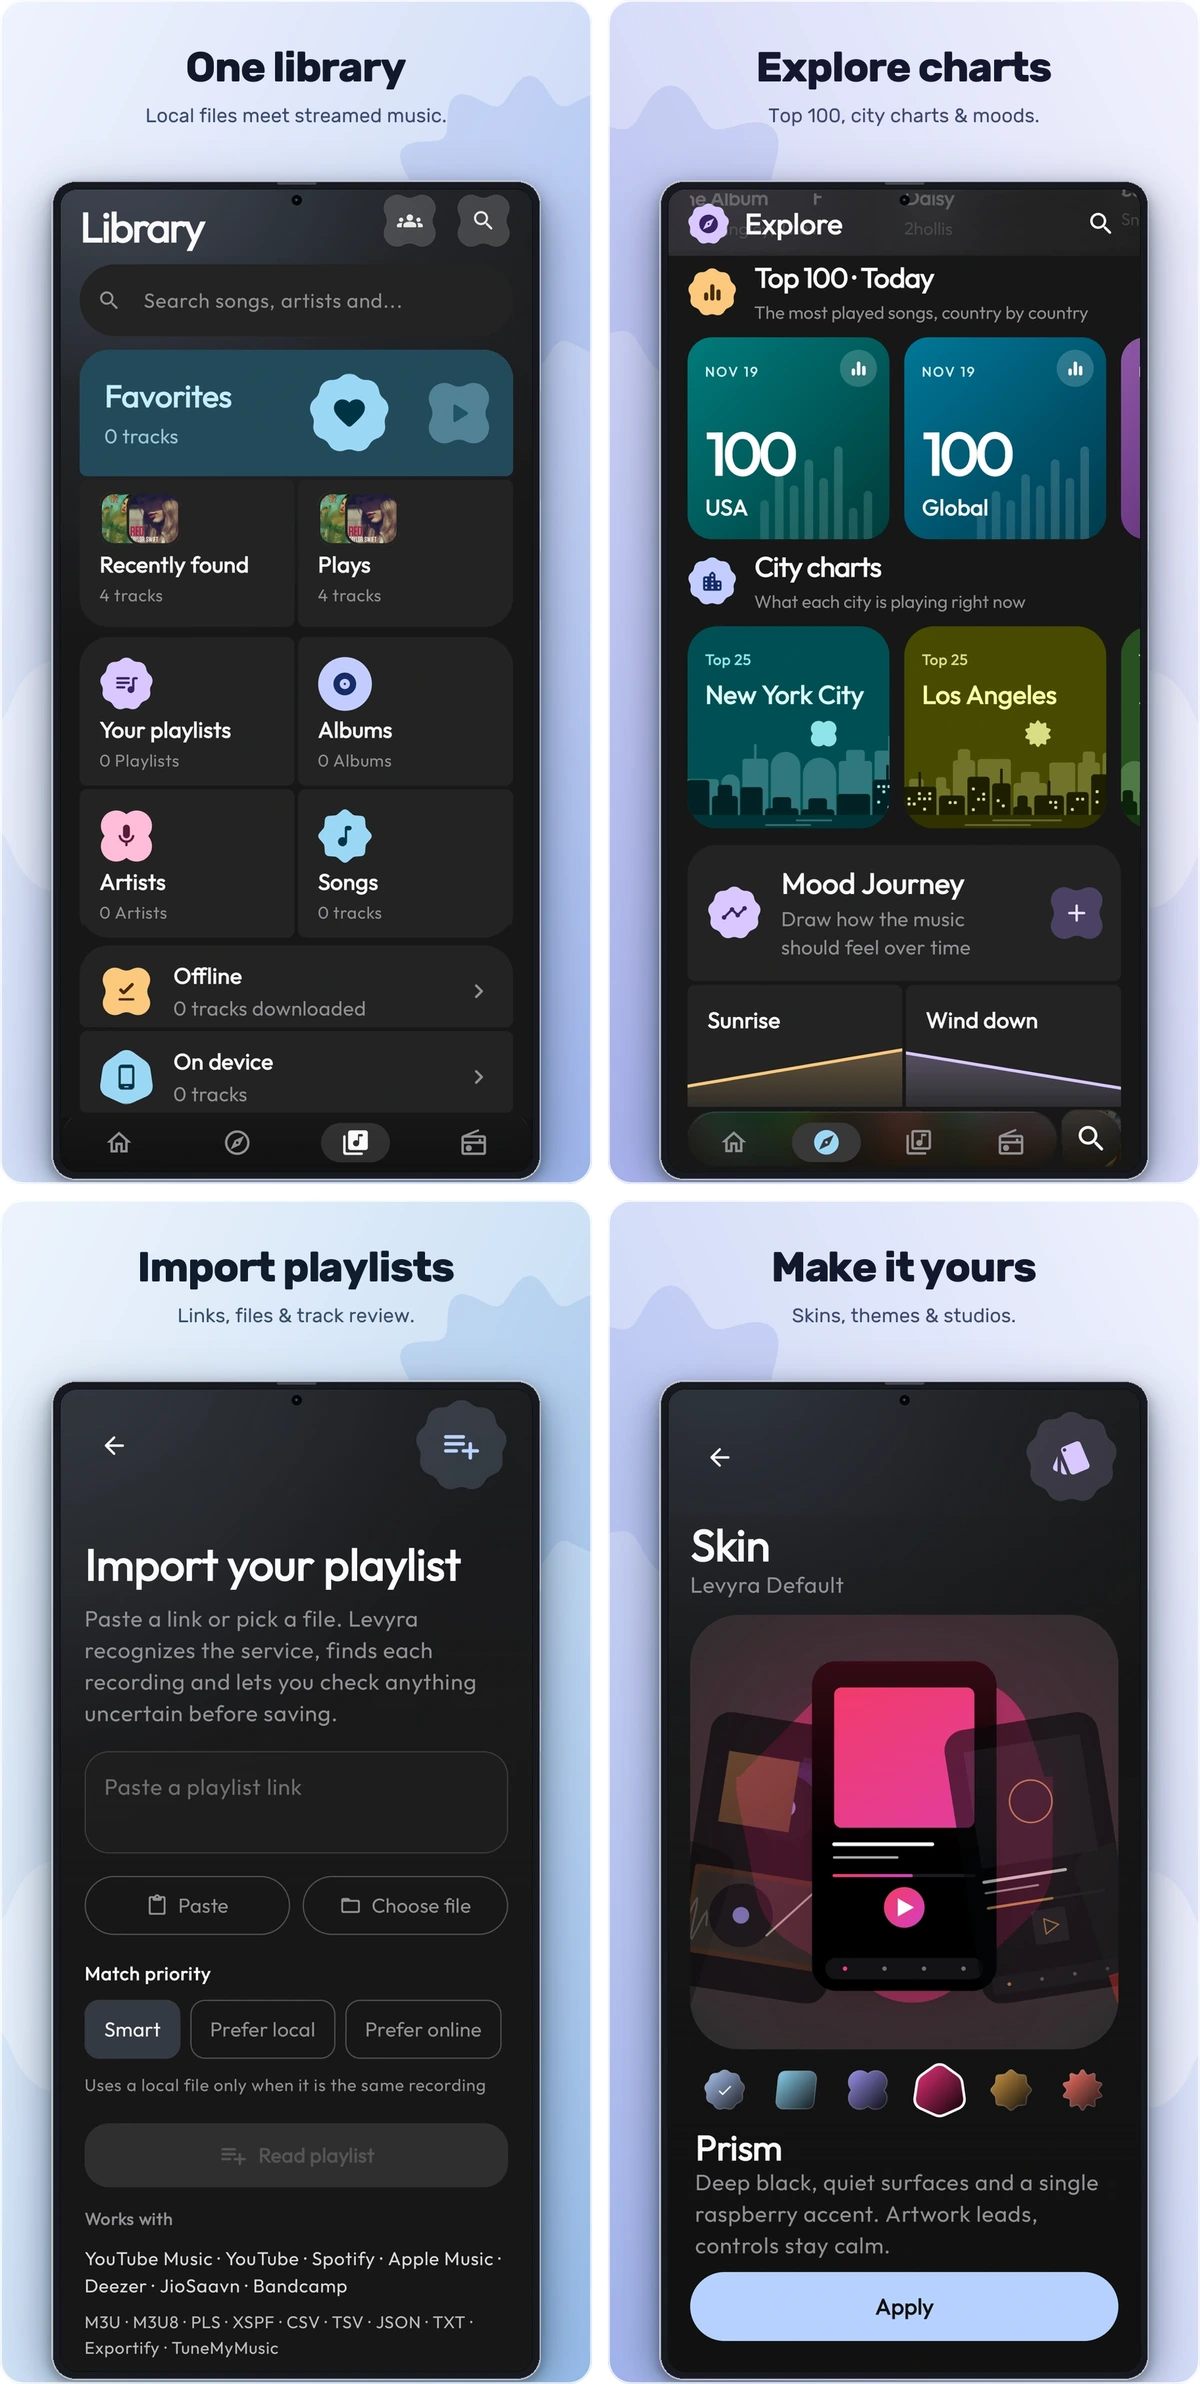 One library
Local files meet streamed music.
Library
Search songs, artists and...
Favorites
0 tracks
Recently found
4 tracks
Plays
4 tracks
Your playlists
0 Playlists
Albums
0 Albums
Artists
0 Artists
Songs
0 tracks
Offline
0 tracks downloaded
On device
0 tracks
Explore charts
Top 100, city charts & moods.
Album
Daisy
2hollis
Explore
Top 100 · Today
The most played songs, country by country
NOV 19
100
USA
NOV 19
100
Global
City charts
What each city is playing right now
Top 25
New York City
Top 25
Los Angeles
Mood Journey
Draw how the music
should feel over time
Sunrise
Wind down
Import playlists
Links, files & track review.
Import your playlist
Paste a link or pick a file. Levyra
recognizes the service, finds each
recording and lets you check anything
uncertain before saving.
Paste a playlist link
Paste
Choose file
Match priority
Smart
Prefer local
Prefer online
Uses a local file only when it is the same recording
Read playlist
Works with
YouTube Music · YouTube · Spotify · Apple Music ·
Deezer · JioSaavn · Bandcamp
M3U · M3U8 · PLS · XSPF · CSV · TSV · JSON · TXT ·
Exportify · TuneMyMusic
Make it yours
Skins, themes & studios.
Skin
Levyra Default
Prism
Deep black, quiet surfaces and a single
raspberry accent. Artwork leads,
controls stay calm.
Apply